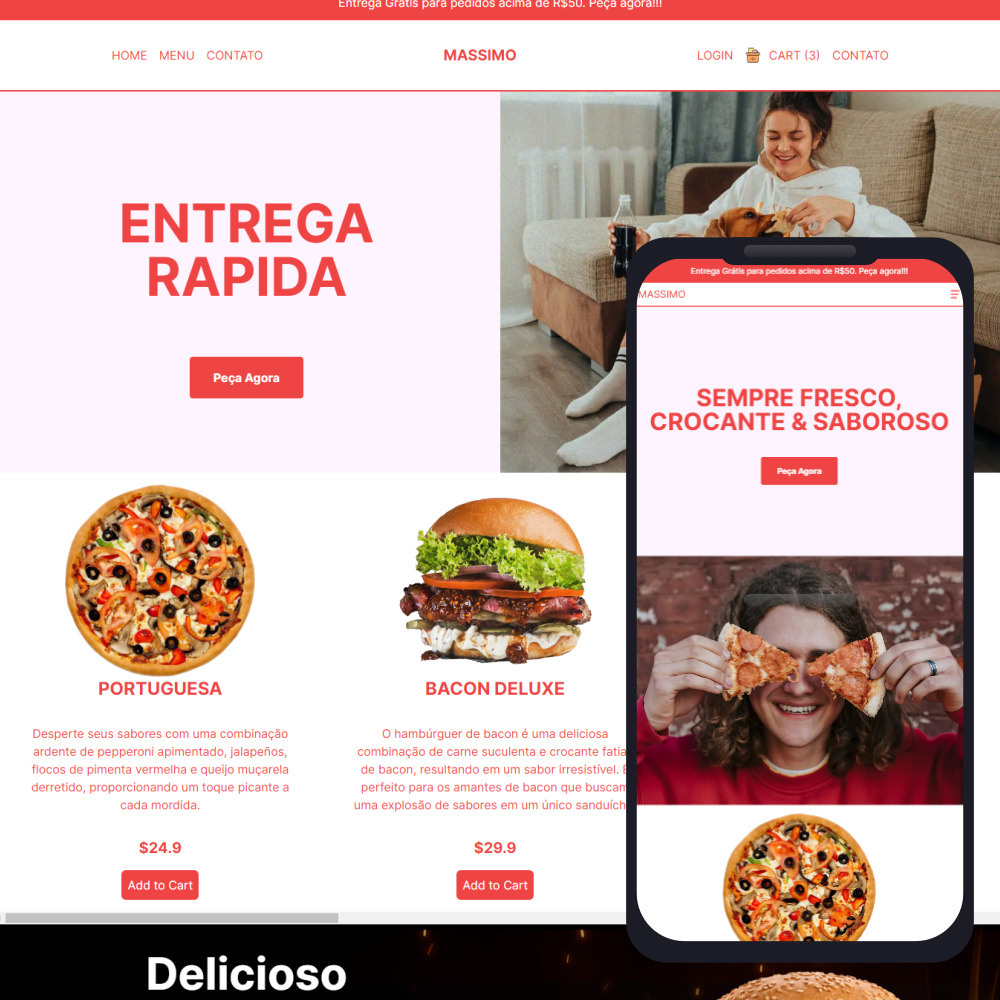 Entrega Grátis para pedidos acima de R$50. Peça agora!!!
HOME MENU CONTATO
MASSIMO
LOGIN CART (3) CONTATO
ENTREGA
RAPIDA
Peça Agora
PORTUGUESA
Desperte seus sabores com uma combinação
ardente de pepperoni apimentado, jalapeños,
flocos de pimenta vermelha e queijo muçarela
derretido, proporcionando um toque picante a
cada mordida.
$24.9
Add to Cart
BACON DELUXE
O hambúrguer de bacon é uma deliciosa
combinação de carne suculenta e crocante fatia
de bacon, resultando em um sabor irresistível.
perfeito para os amantes de bacon que buscam
uma explosão de sabores em um único sanduích
$29.9
Add to Cart
Delicioso
Entrega Grátis para pedidos acima de R$50. Peça agora!!!
MASSIMO
SEMPRE FRESCO,
CROCANTE & SABOROSO
Peça Agora